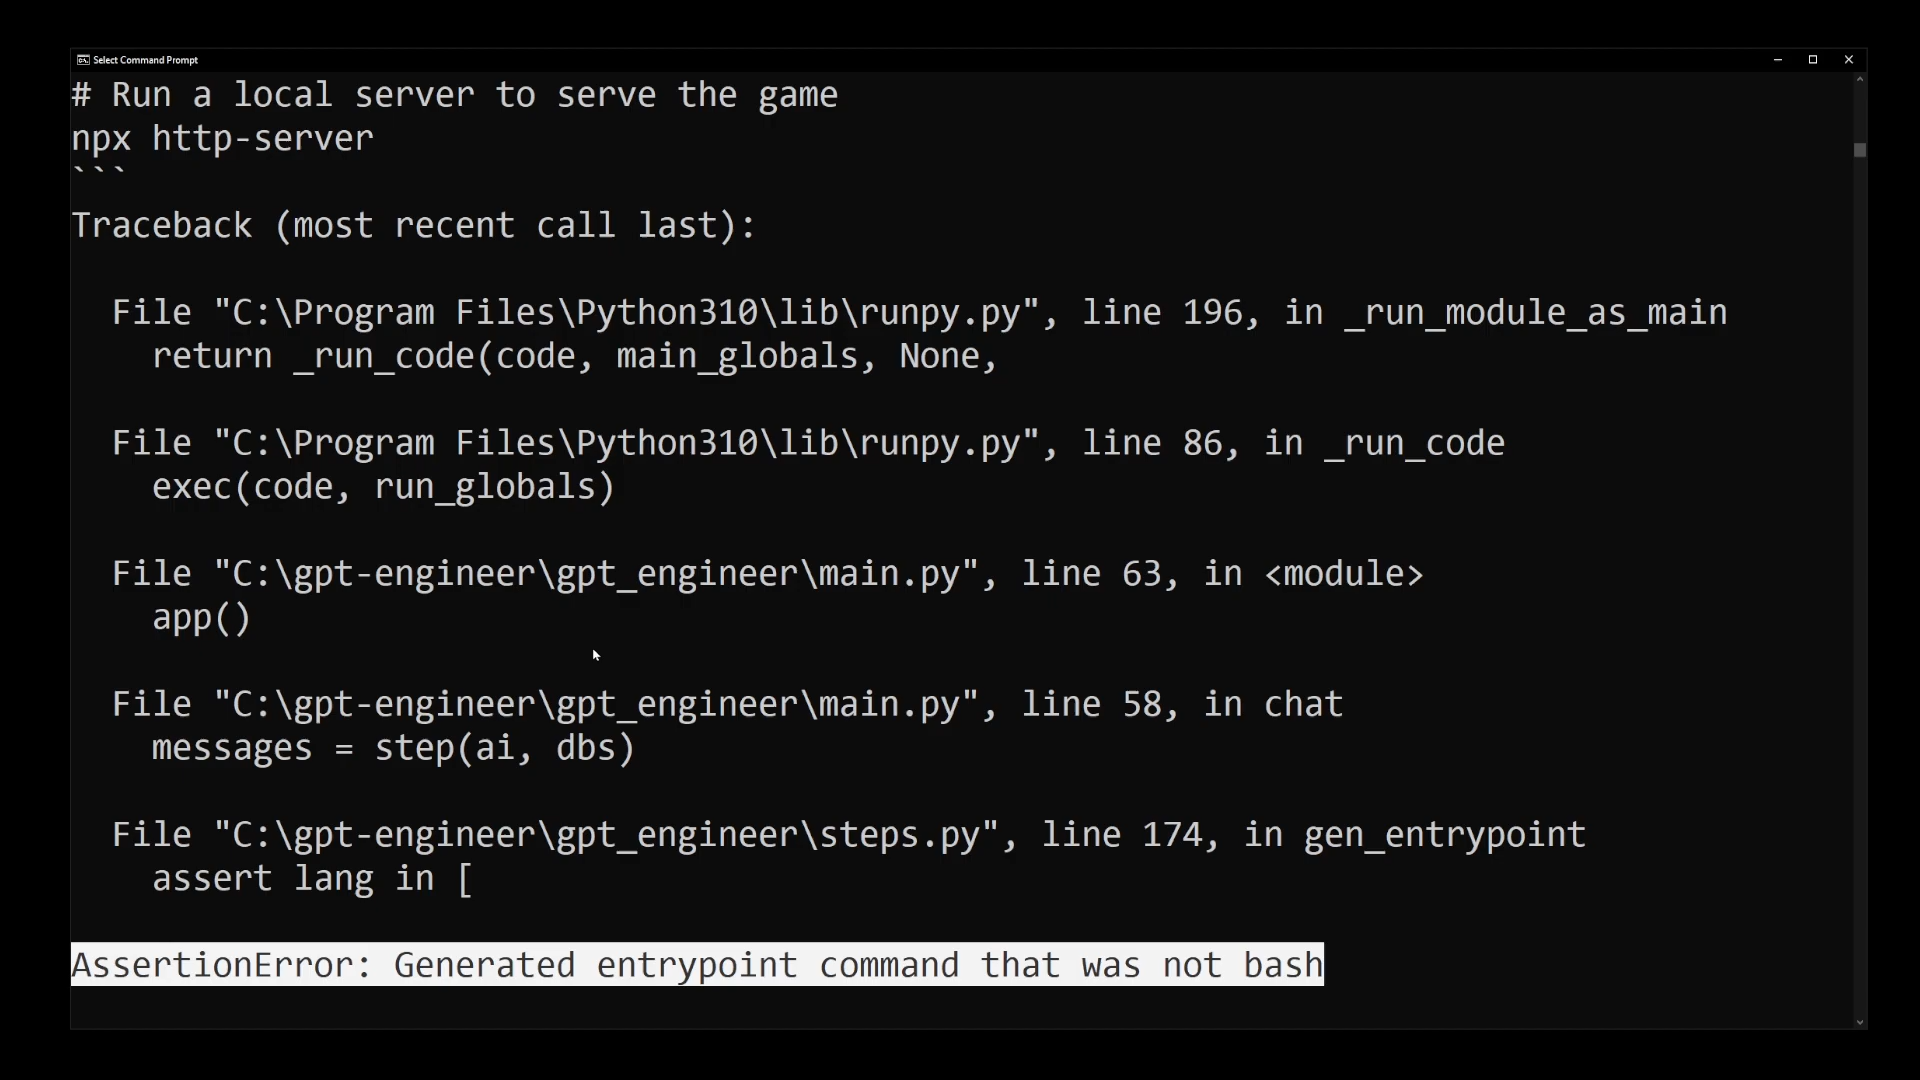 Select Command Prompt
# Run a local server to serve the game
npx http-server
```
Traceback (most recent call last):
File "C:\Program Files\Python310\lib\runpy.py", line 196, in _run_module_as_main
return _run_code(code, main_globals, None,
File "C:\Program Files\Python310\lib\runpy.py", line 86, in _run_code
exec(code, run_globals)
File "C:\gpt-engineer\gpt_engineer\main.py", line 63, in <module>
app()
File "C:\gpt-engineer\gpt_engineer\main.py", line 58, in chat
messages = step(ai, dbs)
File "C:\gpt-engineer\gpt_engineer\steps.py", line 174, in gen_entrypoint
assert lang in [
AssertionError: Generated entrypoint command that was not bash